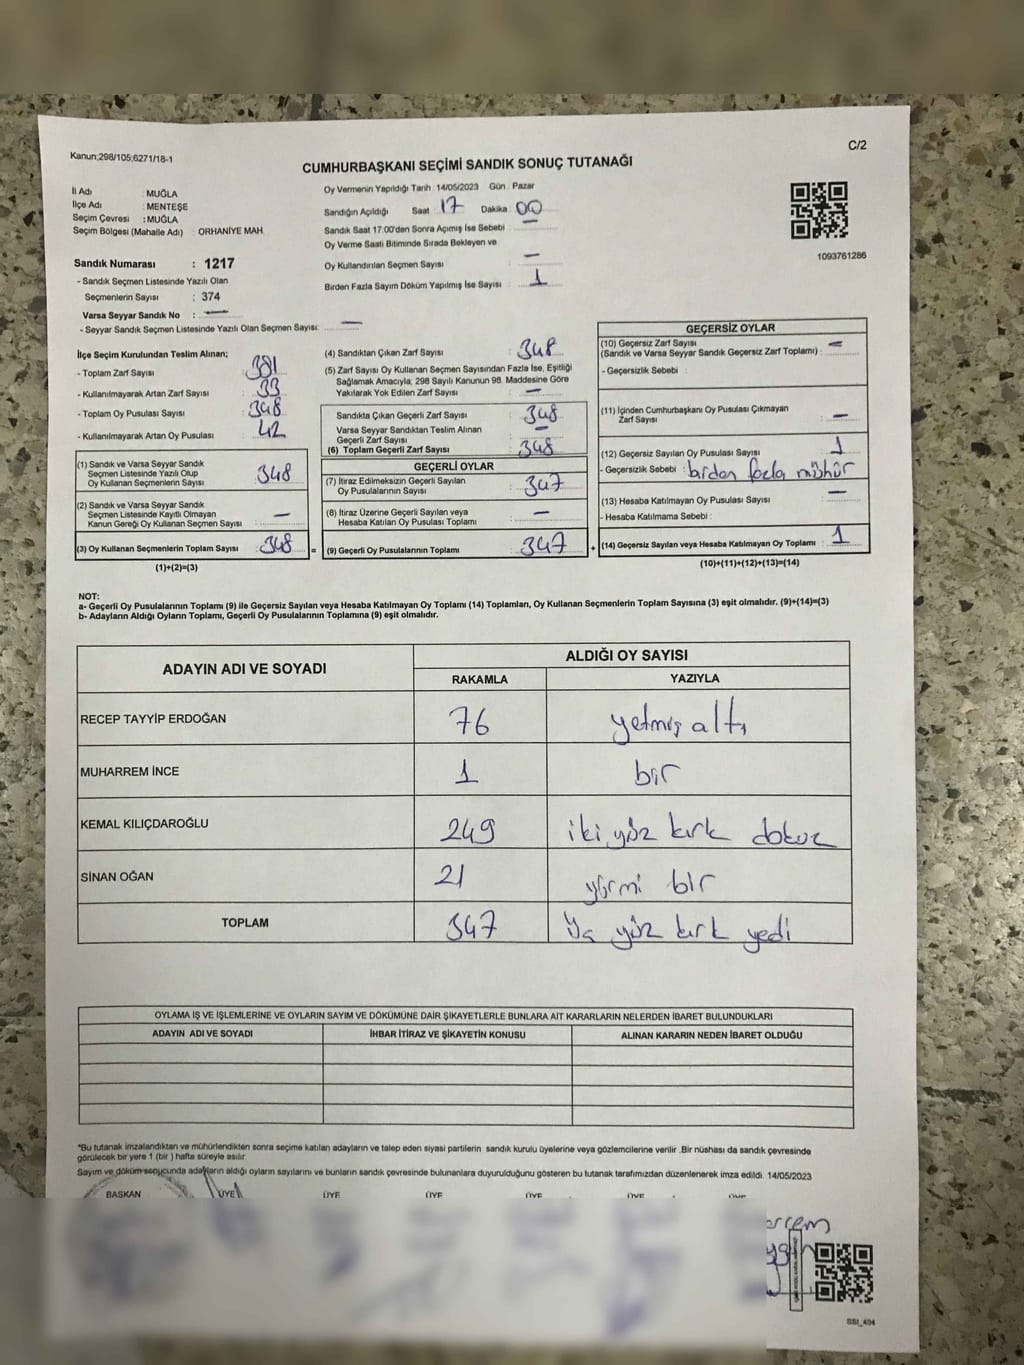 Kanun;298/105;6271/18-1
C/2
CUMHURBAŞKANI SEÇİMİ SANDIK SONUÇ TUTANAĞI
İl Adı : MUĞLA
İlçe Adı : MENTEŞE
Seçim Çevresi : MUĞLA
Seçim Bölgesi (Mahalle Adı) : ORHANİYE MAH.
Oy Vermenin Yapıldığı Tarih : 14/05/2023 Gün : Pazar
Sandığın Açıldığı Saat 17 Dakika 00
Sandık Saat 17.00'den Sonra Açımış İse Sebebi : —
Oy Verme Saati Bitiminde Sırada Bekleyen ve
Oy Kullandırılan Seçmen Sayısı : —
Birden Fazla Sayım Döküm Yapılmış İse Sayısı : 1
1093761286
Sandık Numarası : 1217
- Sandık Seçmen Listesinde Yazılı Olan
Seçmenlerin Sayısı : 374
Varsa Seyyar Sandık No : —
- Seyyar Sandık Seçmen Listesinde Yazılı Olan Seçmen Sayısı: —
İlçe Seçim Kurulundan Teslim Alınan;
- Toplam Zarf Sayısı : 381
- Kullanılmayarak Artan Zarf Sayısı : 33
- Toplam Oy Pusulası Sayısı : 348
- Kullanılmayarak Artan Oy Pusulası : 42
(1) Sandık ve Varsa Seyyar Sandık
Seçmen Listesinde Yazılı Olup
Oy Kullanan Seçmenlerin Sayısı : 348
(2) Sandık ve Varsa Seyyar Sandık
Seçmen Listesinde Kayıtlı Olmayan
Kanun Gereği Oy Kullanan Seçmen Sayısı : —
(3) Oy Kullanan Seçmenlerin Toplam Sayısı : 348 =
(1)+(2)=(3)
(4) Sandıktan Çıkan Zarf Sayısı : 348
(5) Zarf Sayısı Oy Kullanan Seçmen Sayısından Fazla İse, Eşitliği
Sağlamak Amacıyla; 298 Sayılı Kanunun 98. Maddesine Göre
Yakılarak Yok Edilen Zarf Sayısı : —
Sandıkta Çıkan Geçerli Zarf Sayısı : 348
Varsa Seyyar Sandıktan Teslim Alınan
Geçerli Zarf Sayısı : —
(6) Toplam Geçerli Zarf Sayısı : 348
GEÇERLİ OYLAR
(7) İtiraz Edilmeksizin Geçerli Sayılan
Oy Pusulalarının Sayısı : 347
(8) İtiraz Üzerine Geçerli Sayılan veya
Hesaba Katılan Oy Pusulası Toplamı : —
(9) Geçerli Oy Pusulalarının Toplamı : 347 +
GEÇERSİZ OYLAR
(10) Geçersiz Zarf Sayısı
(Sandık ve Varsa Seyyar Sandık Geçersiz Zarf Toplamı) : —
- Geçersizlik Sebebi :
(11) İçinden Cumhurbaşkanı Oy Pusulası Çıkmayan
Zarf Sayısı : —
(12) Geçersiz Sayılan Oy Pusulası Sayısı : 1
- Geçersizlik Sebebi : birden fazla mühür
(13) Hesaba Katılmayan Oy Pusulası Sayısı : —
- Hesaba Katılmama Sebebi :
(14) Geçersiz Sayılan veya Hesaba Katılmayan Oy Toplamı : 1
(10)+(11)+(12)+(13)=(14)
NOT:
a- Geçerli Oy Pusulalarının Toplamı (9) ile Geçersiz Sayılan veya Hesaba Katılmayan Oy Toplamı (14) Toplamları, Oy Kullanan Seçmenlerin Toplam Sayısına (3) eşit olmalıdır. (9)+(14)=(3)
b- Adayların Aldığı Oyların Toplamı, Geçerli Oy Pusulalarının Toplamına (9) eşit olmalıdır.
ADAYIN ADI VE SOYADI
ALDIĞI OY SAYISI
RAKAMLA YAZIYLA
RECEP TAYYİP ERDOĞAN 76 yetmiş altı
MUHARREM İNCE 1 bir
KEMAL KILIÇDAROĞLU 249 iki yüz kırk dokuz
SİNAN OĞAN 21 yirmi bir
TOPLAM 347 Üç yüz kırk yedi
OYLAMA İŞ VE İŞLEMLERİNE VE OYLARIN SAYIM VE DÖKÜMÜNE DAİR ŞİKAYETLERLE BUNLARA AİT KARARLARIN NELERDEN İBARET BULUNDUKLARI
ADAYIN ADI VE SOYADI İHBAR İTİRAZ VE ŞİKAYETİN KONUSU ALINAN KARARIN NEDEN İBARET OLDUĞU
*Bu tutanak imzalandıktan ve mühürlendikten sonra seçime katılan adayların ve talep eden siyasi partilerin sandık kurulu üyelerine veya gözlemcilerine verilir .Bir nüshası da sandık çevresinde
görülecek bir yere 1 (bir ) hafta süreyle asılır.
Sayım ve döküm sonucunda adayların aldığı oyların sayılarını ve bunların sandık çevresinde bulunanlara duyurulduğunu gösteren bu tutanak tarafımızdan düzenlenerek imza edildi. 14/05/2023
BAŞKAN ÜYE ÜYE ÜYE ÜYE ÜYE ÜYE
SSI_404